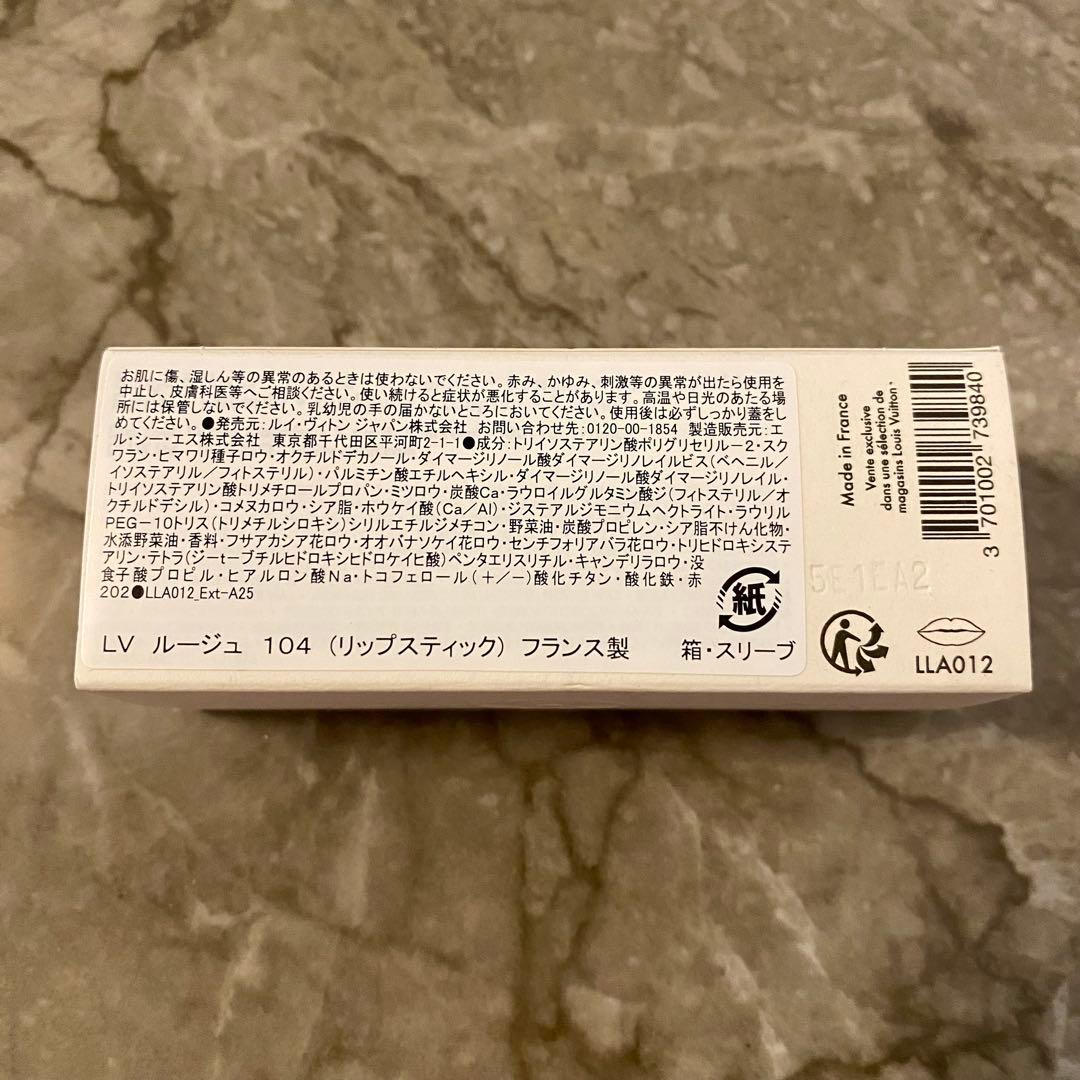 お肌に傷、湿しん等の異常のあるときは使わないでください。赤み、かゆみ、刺激等の異常が出たら使用を
中止し、皮膚科医等へご相談ください。使い続けると症状が悪化することがあります。高温や日光のあたる場
所には保管しないでください。乳幼児の手の届かないところにおいてください。使用後は必ずしっかり蓋をし
めてください。●発売元：ルイ・ヴィトン ジャパン株式会社 お問い合わせ先：0120-00-1854 製造販売元：エ
ル・シー・エス株式会社 東京都千代田区平河町2-1-1●成分：トリイソステアリン酸ポリグリセリル－2・スク
ワラン・ヒマワリ種子ロウ・オクチルドデカノール・ダイマージリノール酸ダイマージリノレイルビス（ベヘニル／
イソステアリル／フィトステリル）・パルミチン酸エチルヘキシル・ダイマージリノール酸ダイマージリノレイル・
トリイソステアリン酸トリメチロールプロパン・ミツロウ・炭酸Ca・ラウロイルグルタミン酸ジ（フィトステリル／オ
クチルドデシル）・コメヌカロウ・シア脂・ホウケイ酸（Ca／Al）・ジステアルジモニウムヘクトライト・ラウリル
PEG－10トリス（トリメチルシロキシ）シリルエチルジメチコン・野菜油・炭酸プロピレン・シア脂不けん化物・
水添野菜油・香料・フサアカシア花ロウ・オオバナソケイ花ロウ・センチフォリアバラ花ロウ・トリヒドロキシステ
アリン・テトラ（ジーtーブチルヒドロキシヒドロケイヒ酸）ペンタエリスリチル・キャンデリラロウ・没
食子酸プロピル・ヒアルロン酸Na・トコフェロール（＋／－）酸化チタン・酸化鉄・赤
202●LLA012_Ext-A25
紙
LV ルージュ 104 （リップスティック） フランス製 箱・スリーブ
Made in France
Vente exclusive
dans une sélection de
magasins Louis Vuitton
3 701002 739840
5E1EA2
LLA012